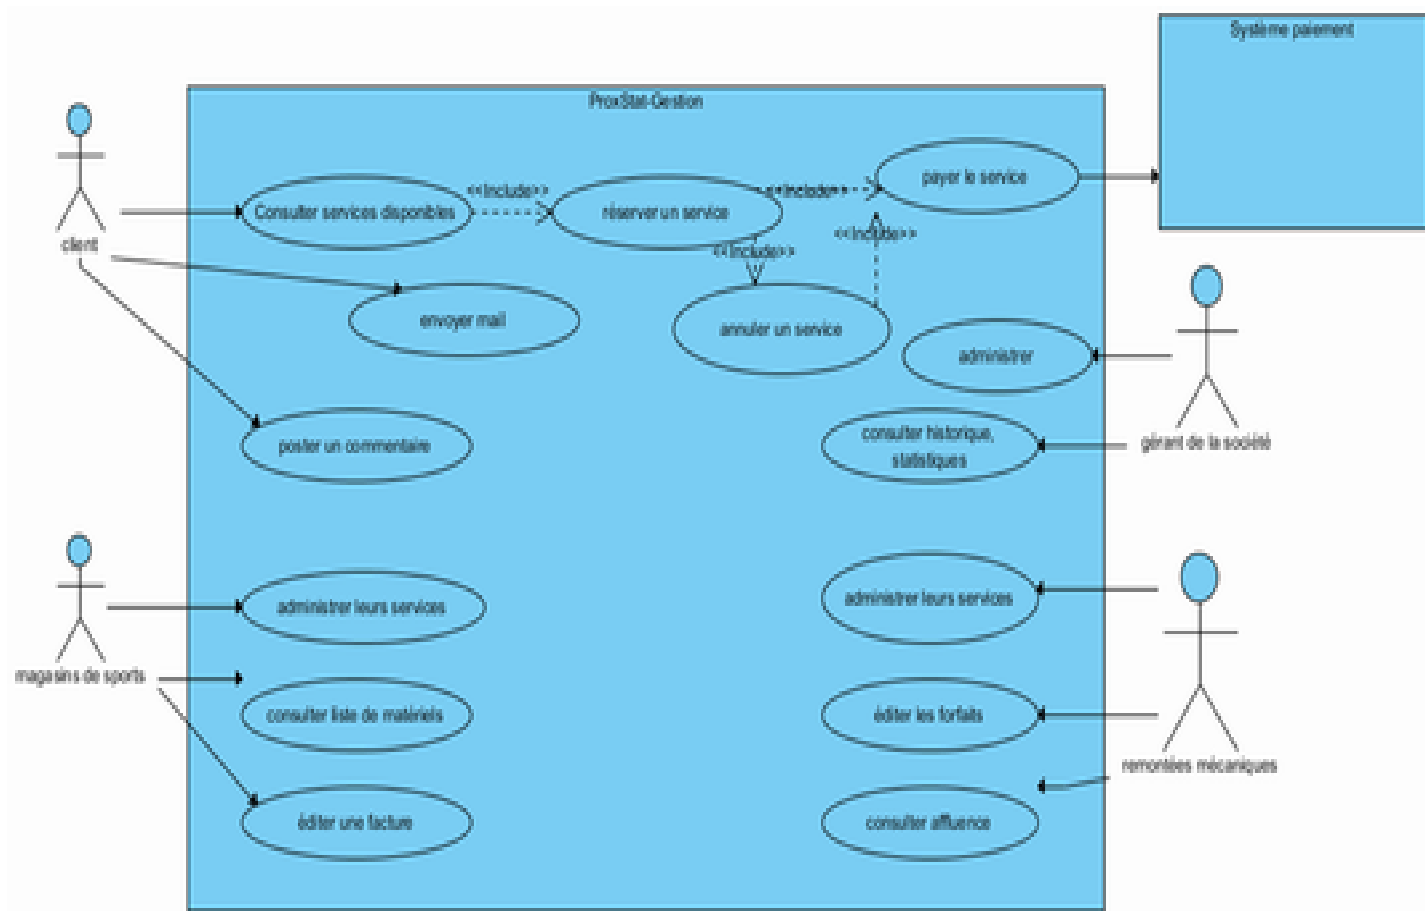 Système paiement
ProxStat-Gestion
client
Consulter services disponibles
<<Include>>
réserver un service
<<Include>>
payer le service
<<Include>>
<<Include>>
envoyer mail
annuler un service
administrer
gérant de la société
poster un commentaire
consulter historique,
statistiques
magasins de sports
administrer leurs services
administrer leurs services
consulter liste de matériels
éditer les forfaits
remontées mécaniques
éditer une facture
consulter affluence